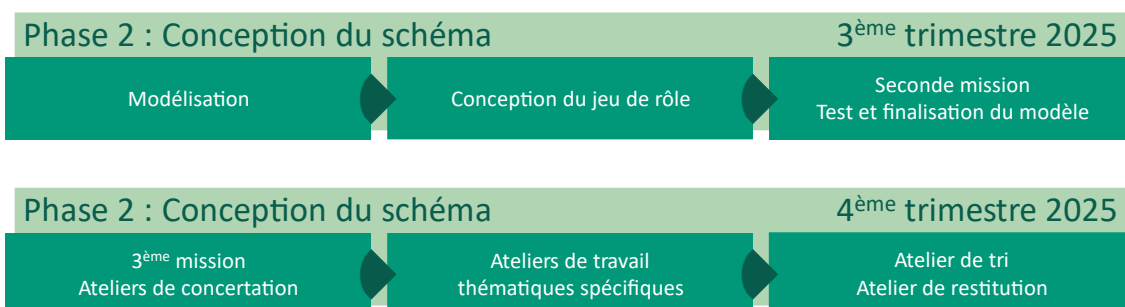 Phase 2 : Conception du schéma 3ème trimestre 2025
Modélisation
Conception du jeu de rôle
Seconde mission
Test et finalisation du modèle
Phase 2 : Conception du schéma 4ème trimestre 2025
3ème mission
Ateliers de concertation
Ateliers de travail
thématiques spécifiques
Atelier de tri
Atelier de restitution